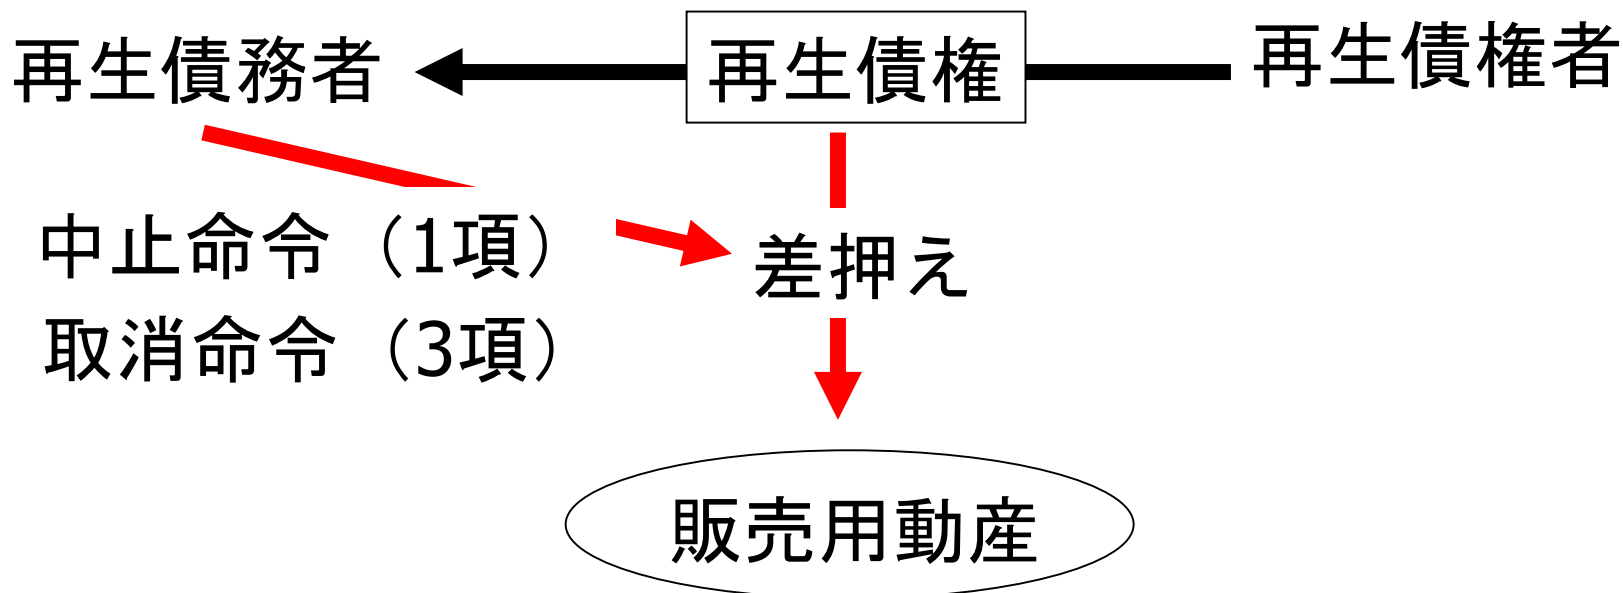 再生債務者
再生債権
再生債権者
中止命令（1項）
取消命令（3項）
差押え
販売用動産